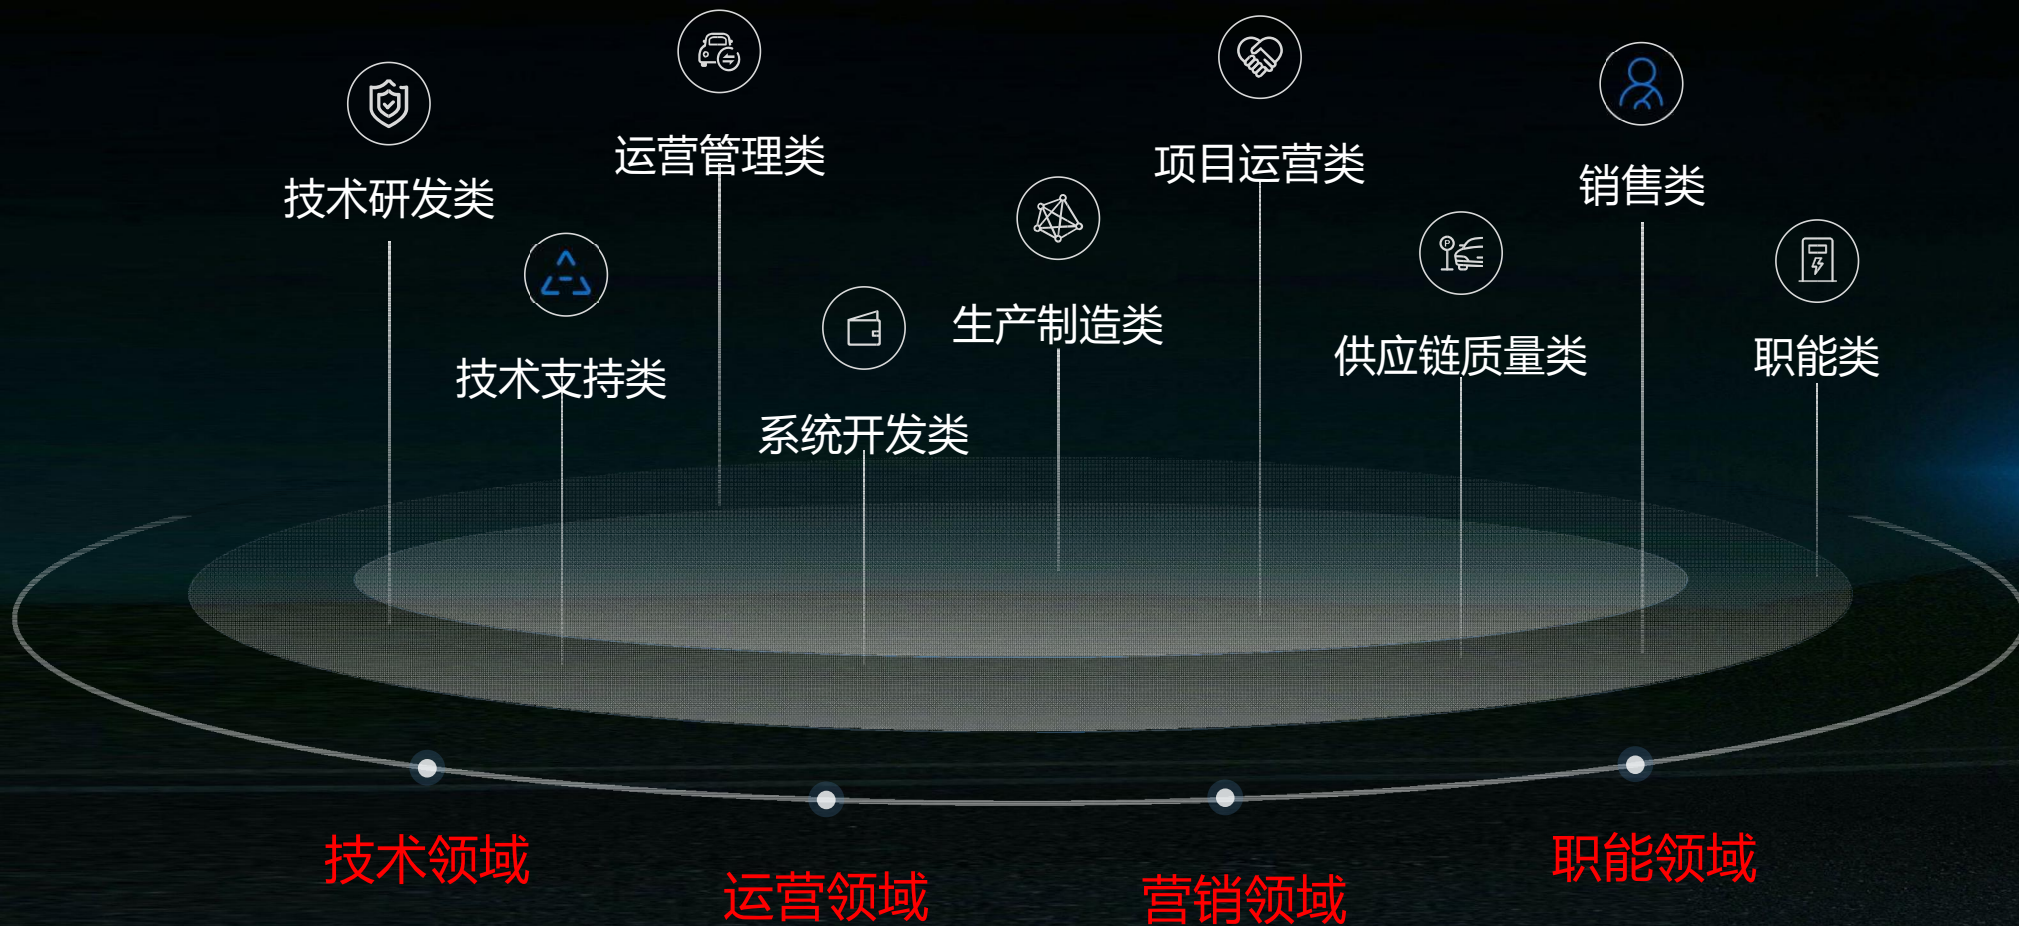 运营管理类
项目运营类
技术研发类
销售类
生产制造类
供应链质量类
职能类
技术支持类
系统开发类
技术领域
运营领域
营销领域
职能领域